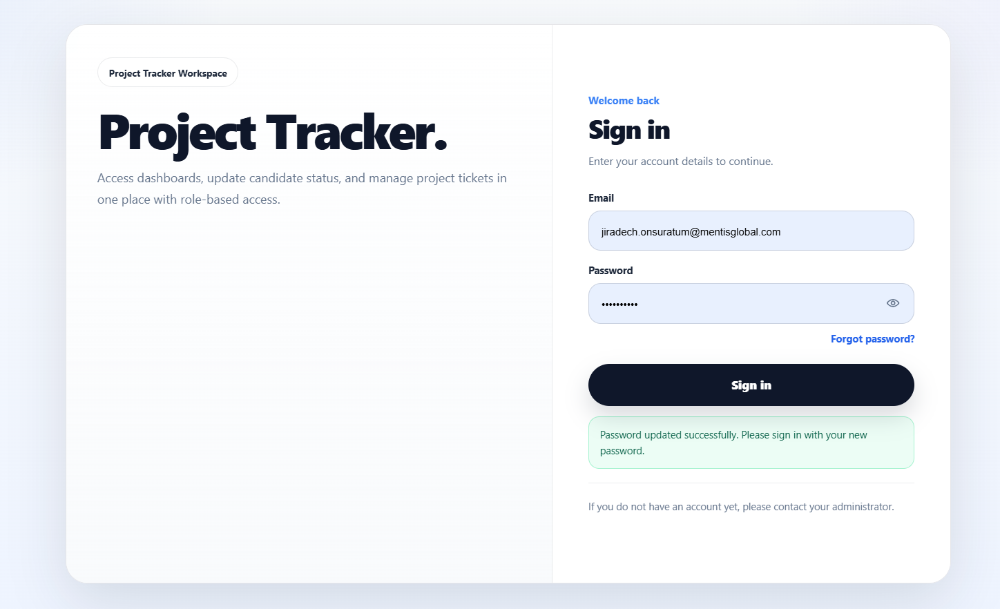 Project Tracker Workspace
Project Tracker.
Access dashboards, update candidate status, and manage project tickets in
one place with role-based access.
Welcome back
Sign in
Enter your account details to continue.
Email
jiradech.onsuratum@mentisglobal.com
Password
••••••••••
Forgot password?
Sign in
Password updated successfully. Please sign in with your new
password.
If you do not have an account yet, please contact your administrator.